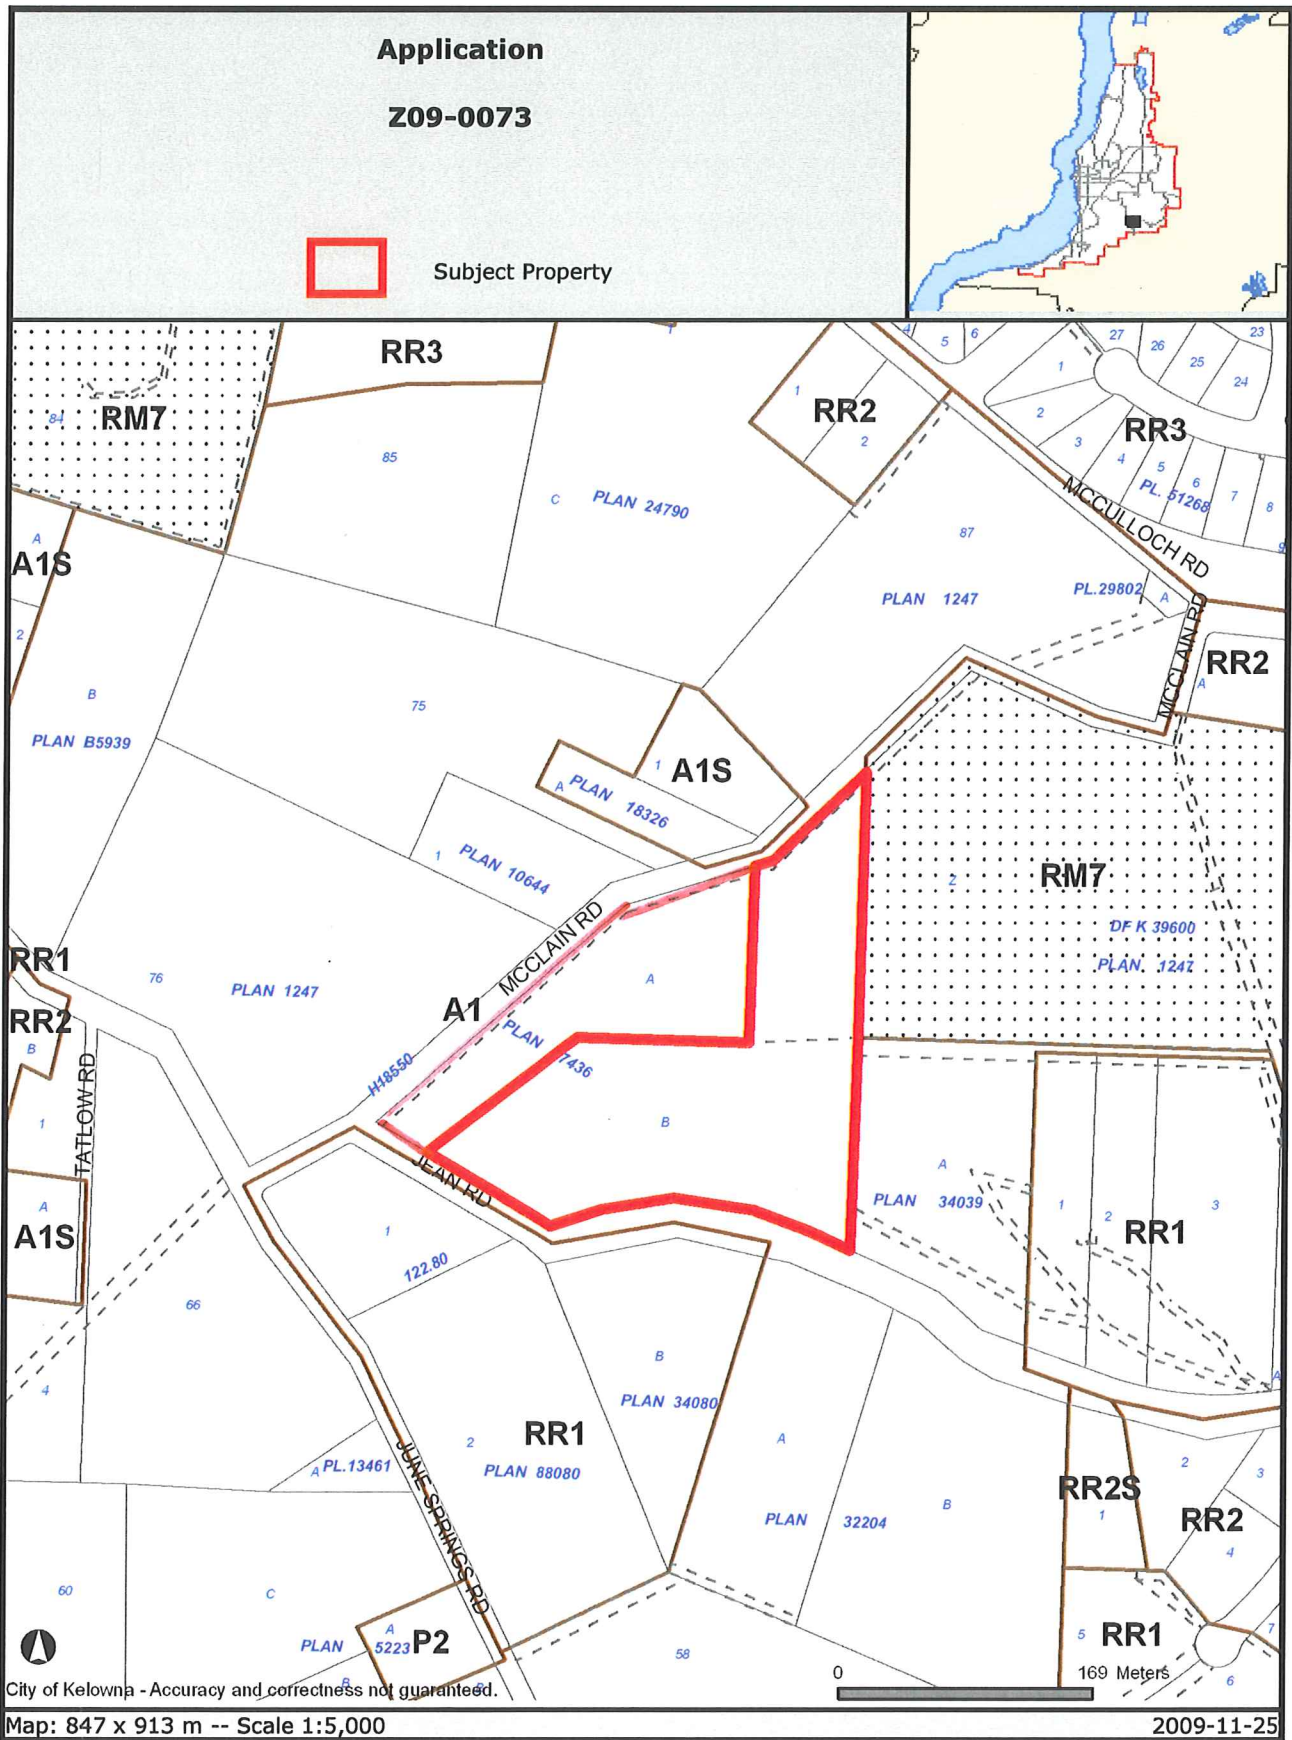 Application
Z09-0073
Subject Property
RR3
4
5
6
27
26
23
25
24
1
RM7
84
85
C
PLAN 24790
1
RR2
2
2
RR3
3
4
5
6
7
8
9
PL. 51268
MCCULLOCH RD
A
A1S
2
87
PLAN 1247
PL.29802
A
MCCLAIN RD
RR2
A
B
PLAN B5939
75
1
A1S
A
PLAN 18326
1
PLAN 10644
RM7
Z
DF K 39600
PLAN 1247
RR1
RR2
B
1
76
PLAN 1247
A1
MCCLAIN RD
A
PLAN 7436
H18550
B
TATLOW RD
A
A1S
JEAN RD
A
PLAN 34039
1
2
3
RR1
1
122.80
66
4
B
PLAN 34080
A
A
PL.13461
2
RR1
PLAN 88080
A
PLAN 32204
B
JUNE SPRINGS RD
RR2S
1
2
3
RR2
4
60
C
A
PLAN 5223
P2
B
58
5
RR1
7
6
0
169 Meters
City of Kelowna - Accuracy and correctness not guaranteed.
Map: 847 x 913 m -- Scale 1:5,000
2009-11-25